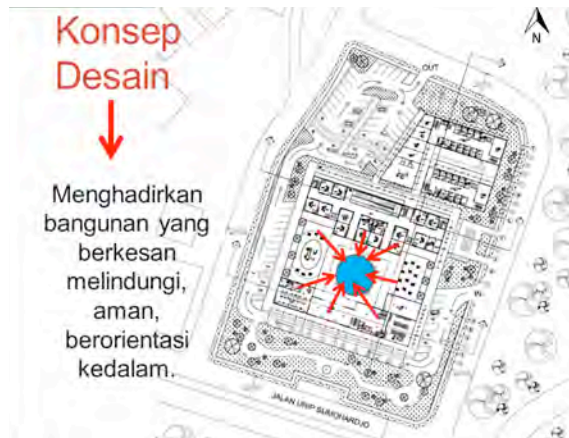 Konsep
Desain
Menghadirkan
bangunan yang
berkesan
melindungi,
aman,
berorientasi
kedalam.
N
OUT
JALAN URIP SUMOHARDJO